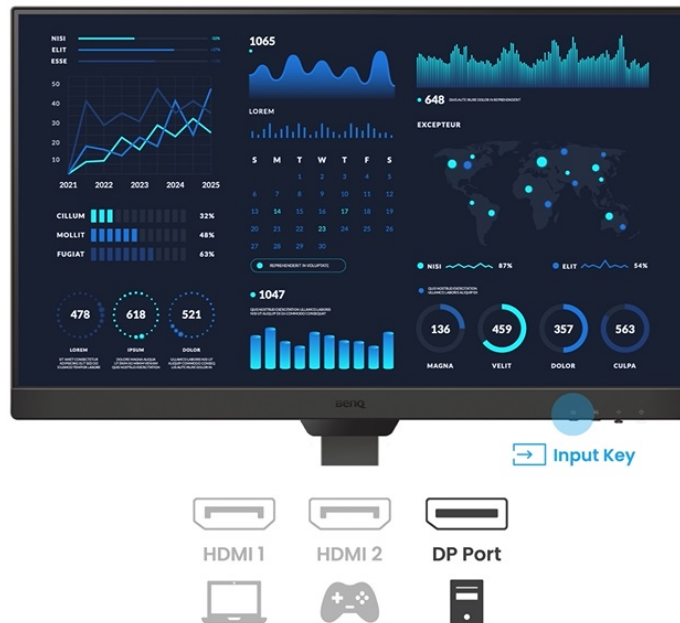 NISI
ELIT
ESSE
50
40
30
20
10
2021 2022 2023 2024 2025
CILLUM 32%
MOLLIT 48%
FUGIAT 63%
478 618 521
LOREM IPSUM DOLOR
1065
LOREM
S M T W T F S
1 2 3 4 5
6 7 8 9 10 11 12
13 14 15 16 17 18 19
20 21 22 23 24 25 26
27 28 29 30
REPREHENDERIT IN VOLUPTATE
1047
648
EXCEPTEUR
NISI 87% ELIT 54%
136 459 357 563
MAGNA VELIT DOLOR CULPA
BenQ
Input Key
HDMI 1 HDMI 2 DP Port